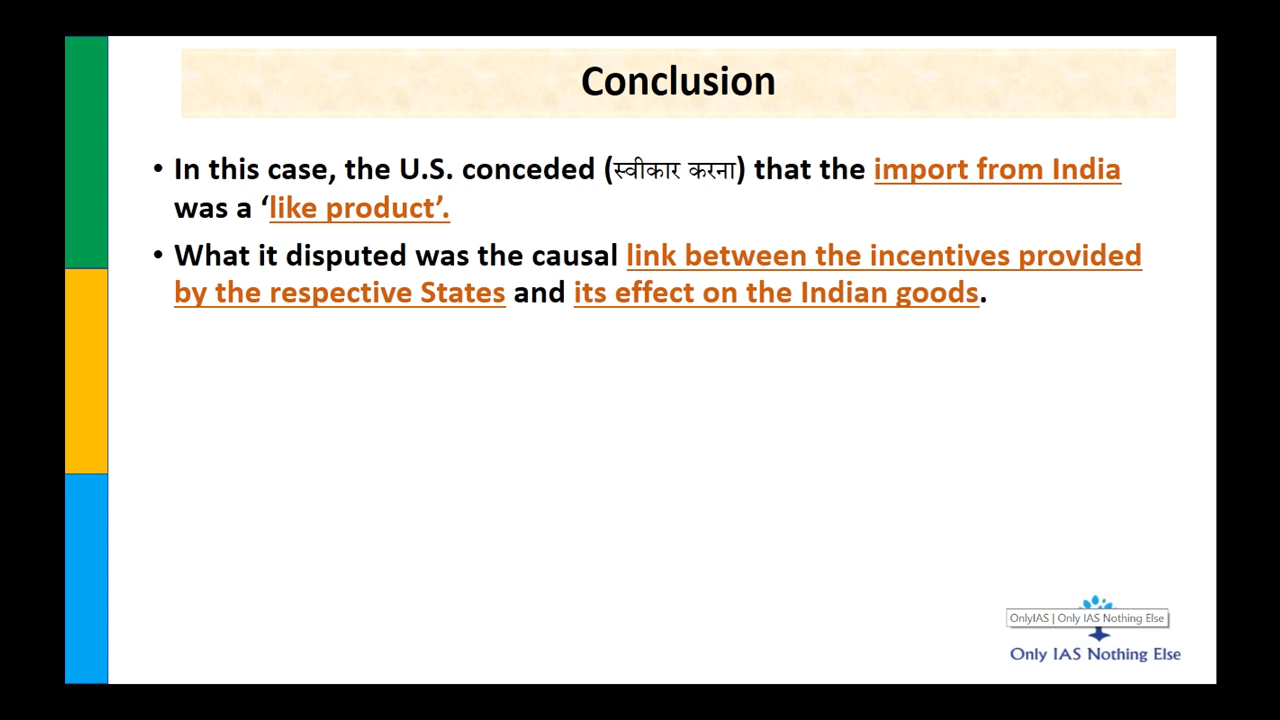 Conclusion
• In this case, the U.S. conceded (स्वीकार करना) that the import from India
was a ‘like product’.
• What it disputed was the causal link between the incentives provided
by the respective States and its effect on the Indian goods.
OnlyIAS | Only IAS Nothing Else
Only IAS Nothing Else